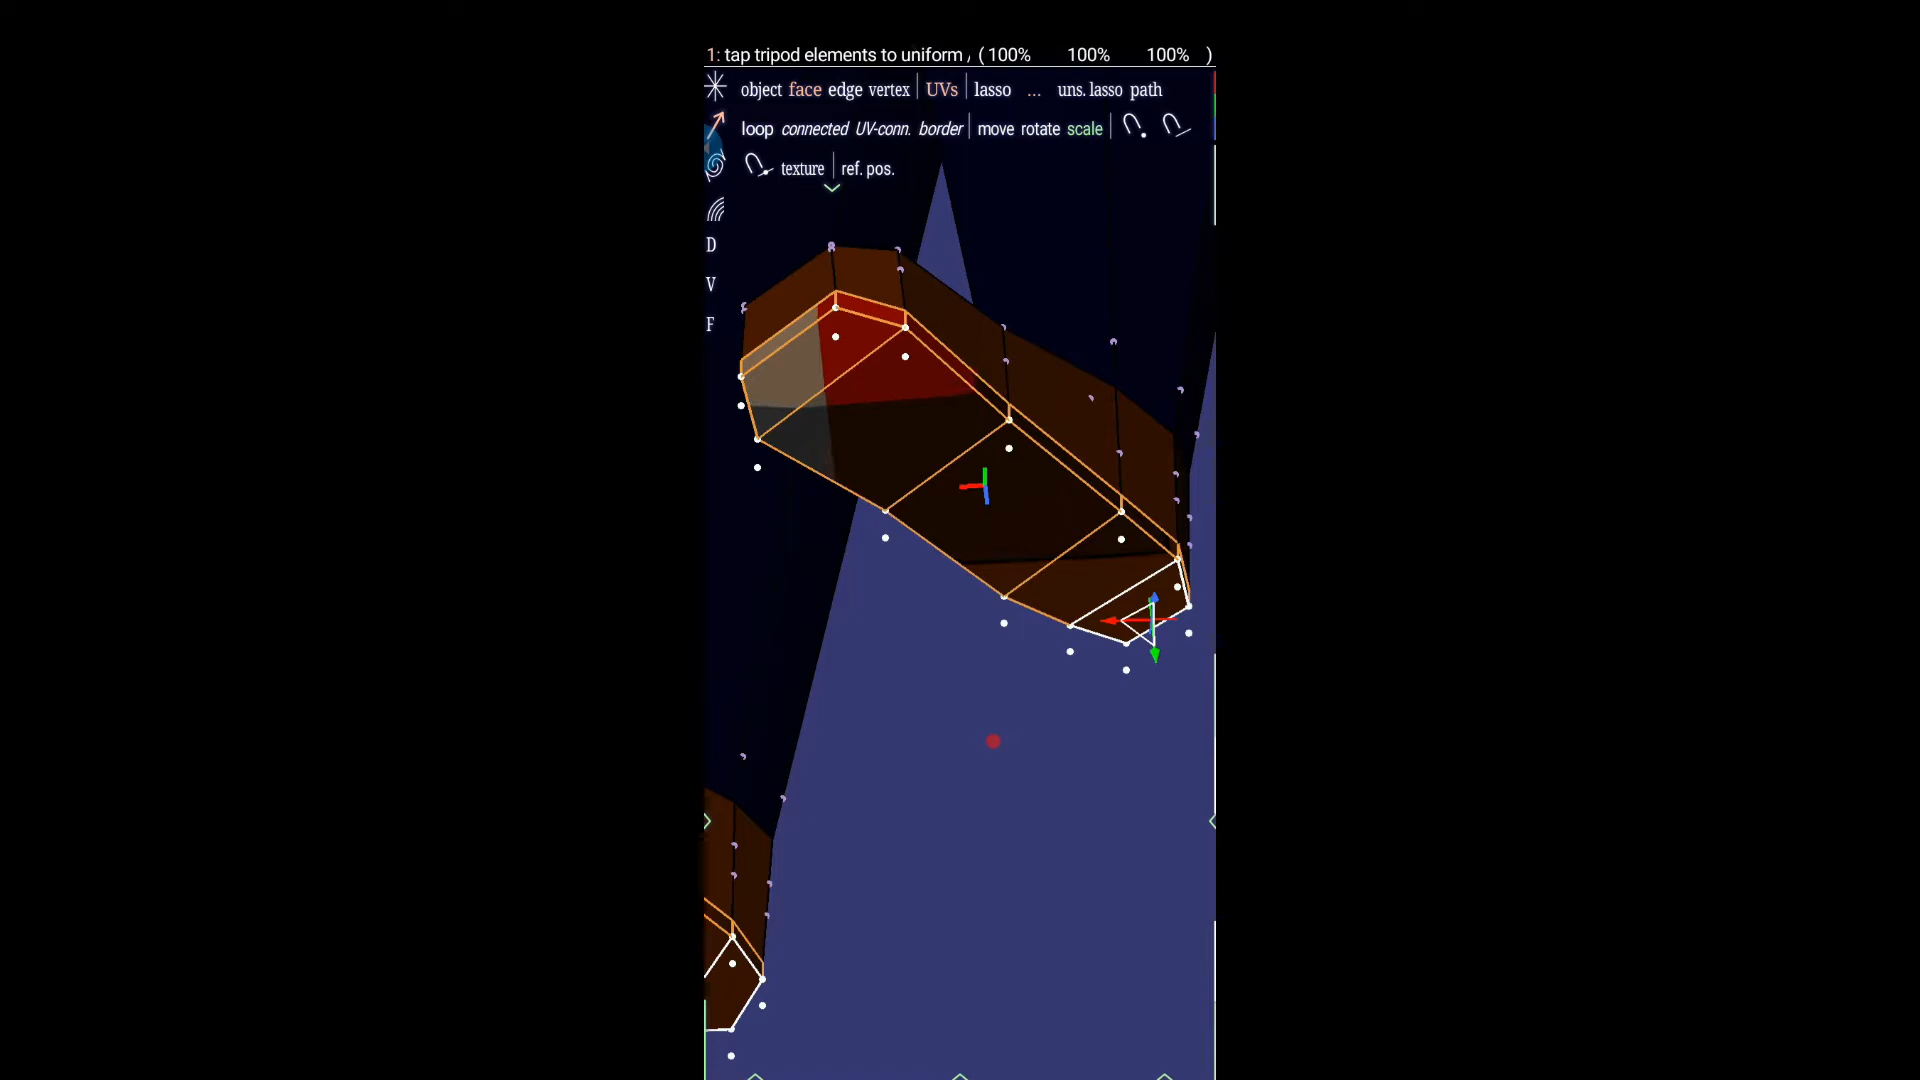 1: tap tripod elements to uniform / ( 100% 100% 100% )
object face edge vertex UVs lasso ... uns. lasso path
loop connected UV-conn. border move rotate scale
texture ref. pos.
D
V
F